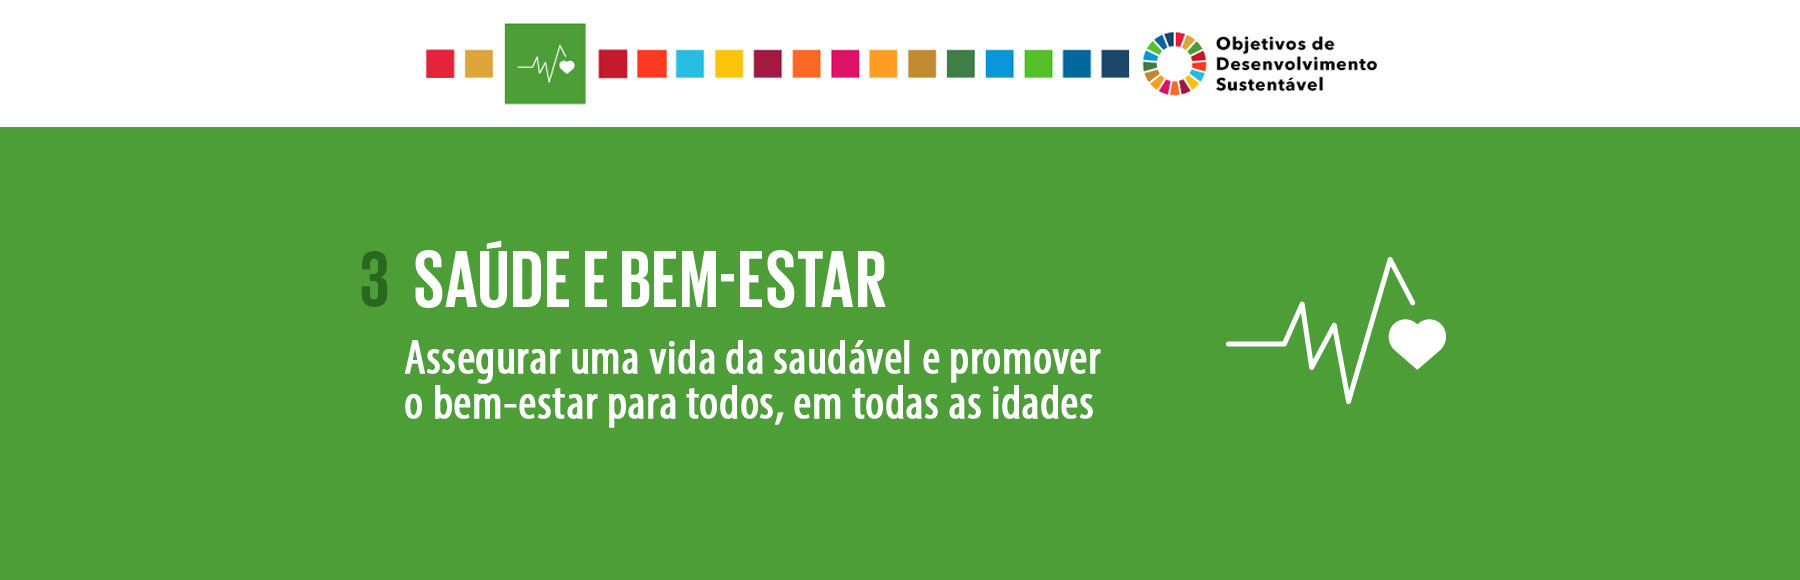 Objetivos de
Desenvolvimento
Sustentável
3 SAÚDE E BEM-ESTAR
Assegurar uma vida da saudável e promover
o bem-estar para todos, em todas as idades